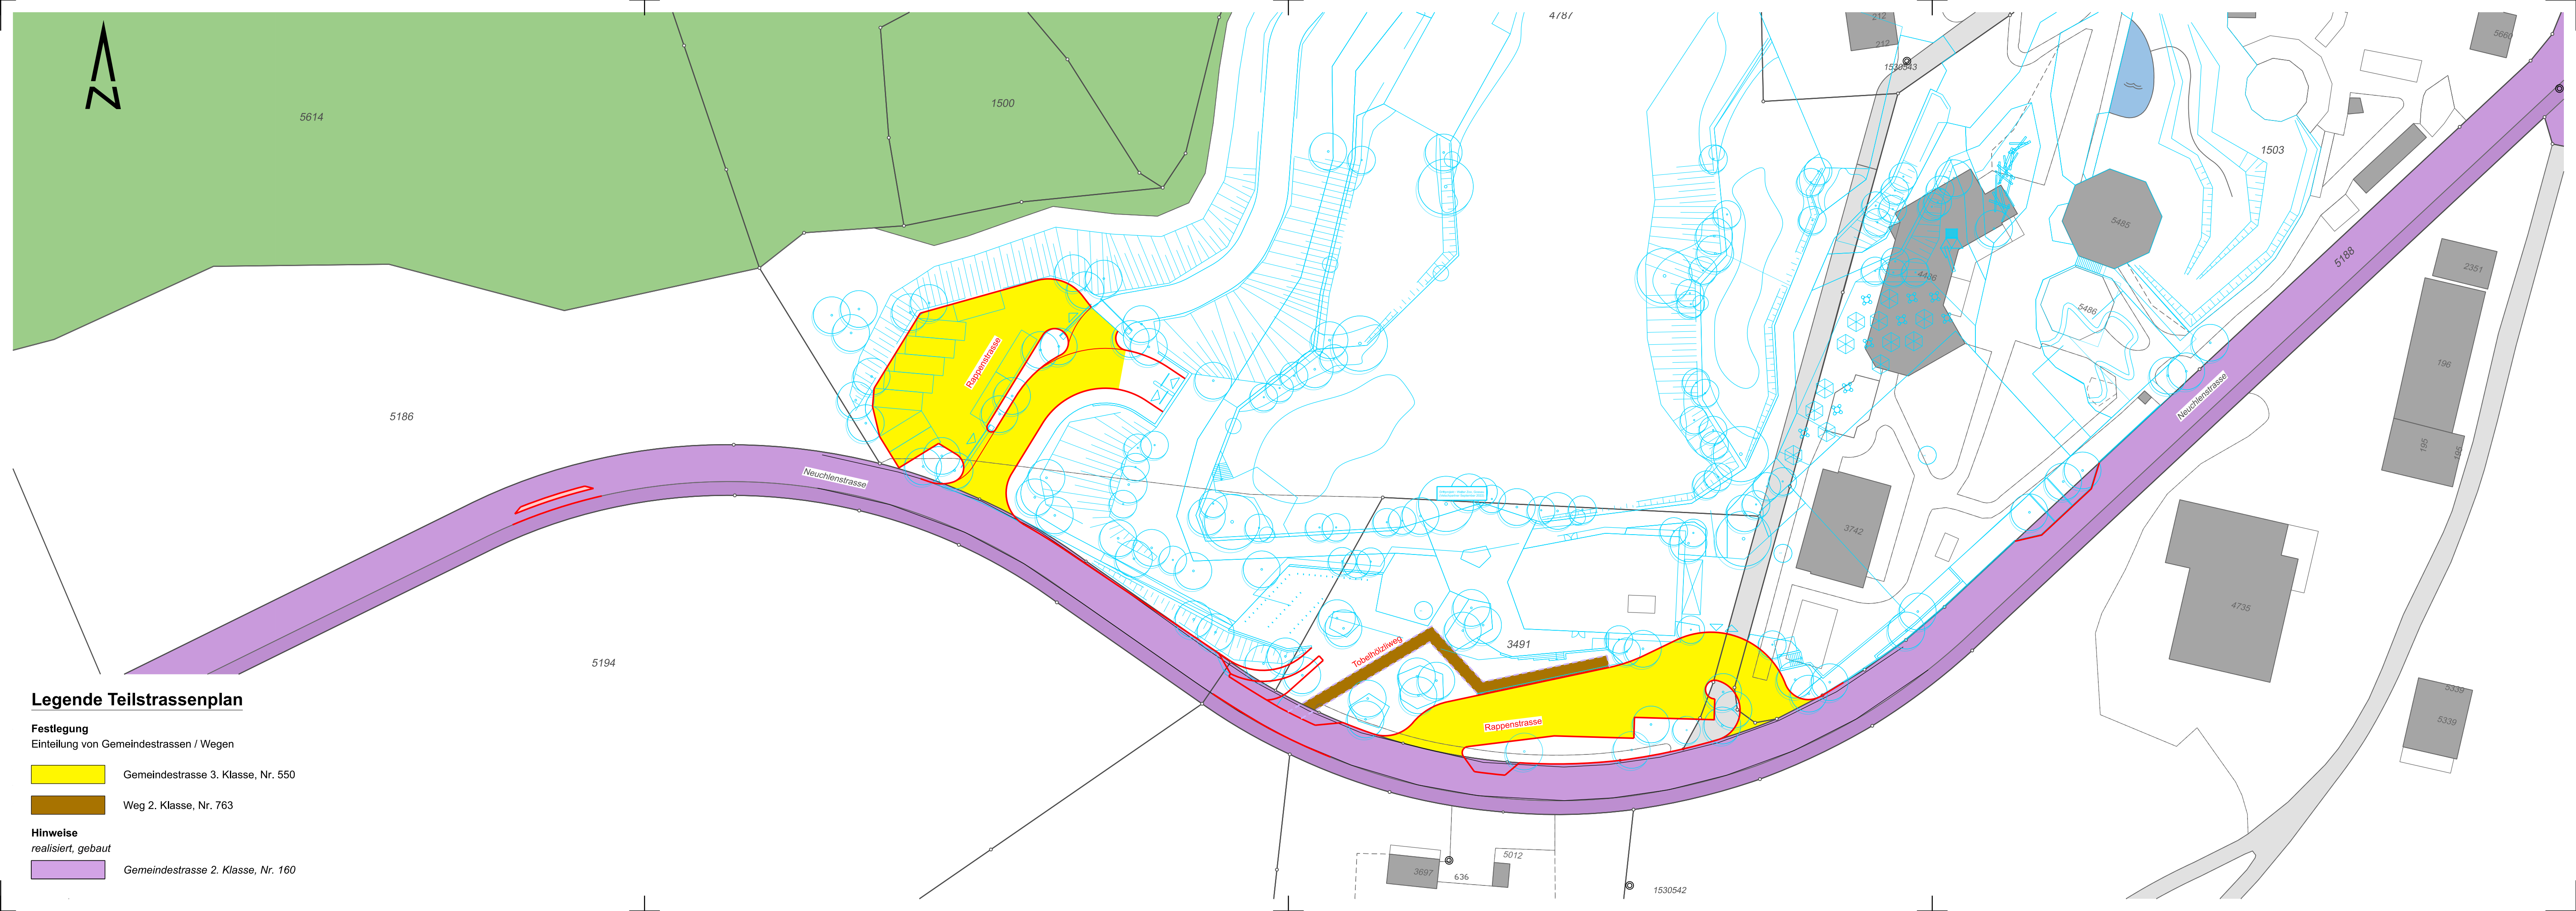 4787
212
212
5660
1530543
5614
1500
1503
5485
5188
2351
4486
5486
196
Rappenstrasse
Neuchlenstrasse
5186
195
195
Neuchlenstrasse
3742
4735
Tobelhölzliweg
3491
5194
5339
5339
Rappenstrasse
Legende Teilstrassenplan
Festlegung
Einteilung von Gemeindestrassen / Wegen
Gemeindestrasse 3. Klasse, Nr. 550
Weg 2. Klasse, Nr. 763
Hinweise
realisiert, gebaut
Gemeindestrasse 2. Klasse, Nr. 160
5012
3697
636
1530542